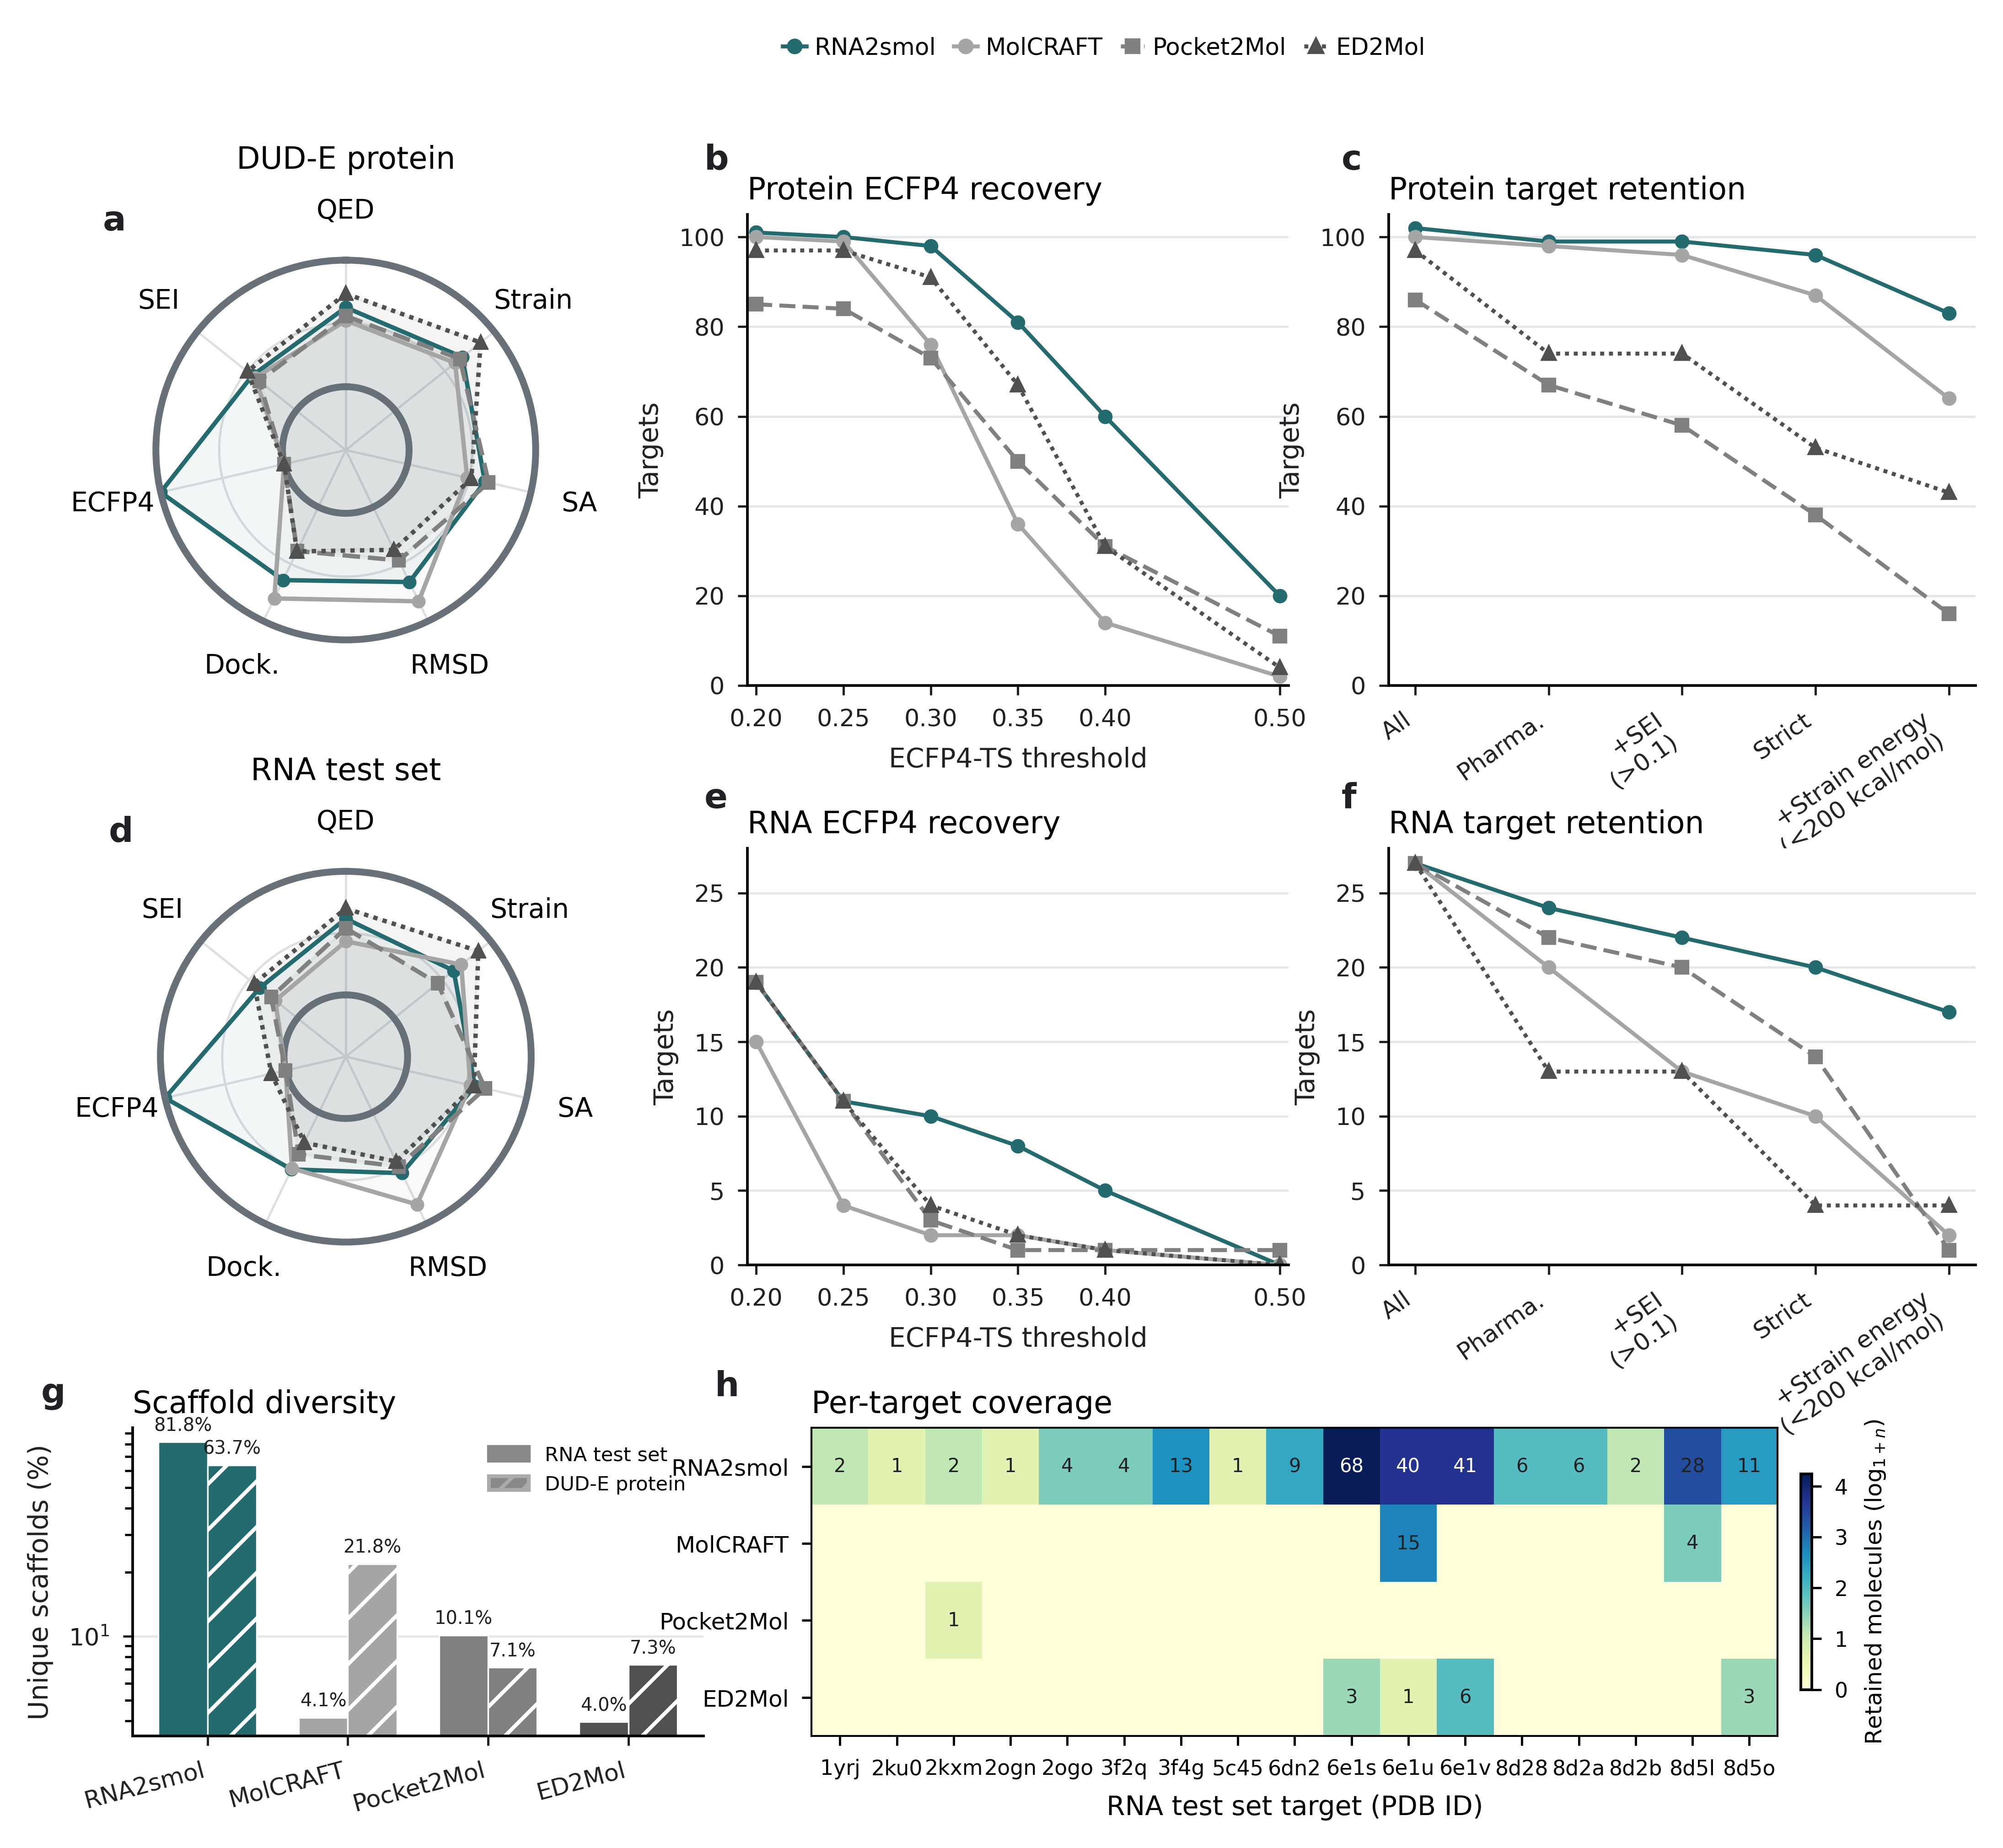 RNA2smol MolCRAFT Pocket2Mol ED2Mol
DUD-E protein
a
QED
Strain
SA
RMSD
Dock.
ECFP4
SEI
b
Protein ECFP4 recovery
Targets
100
80
60
40
20
0
0.20 0.25 0.30 0.35 0.40 0.50
ECFP4-TS threshold
c
Protein target retention
Targets
100
80
60
40
20
0
All
Pharma.
+SEI
(>0.1)
Strict
+Strain energy
(<200 kcal/mol)
RNA test set
d
QED
Strain
SA
RMSD
Dock.
ECFP4
SEI
e
RNA ECFP4 recovery
Targets
25
20
15
10
5
0
0.20 0.25 0.30 0.35 0.40 0.50
ECFP4-TS threshold
f
RNA target retention
Targets
25
20
15
10
5
0
All
Pharma.
+SEI
(>0.1)
Strict
+Strain energy
(<200 kcal/mol)
g
Scaffold diversity
Unique scaffolds (%)
10¹
81.8%
63.7%
4.1%
21.8%
10.1%
7.1%
4.0%
7.3%
RNA test set
DUD-E protein
RNA2smol MolCRAFT Pocket2Mol ED2Mol
h
Per-target coverage
RNA2smol 2 1 2 1 4 4 13 1 9 68 40 41 6 6 2 28 11
MolCRAFT 15 4
Pocket2Mol 1
ED2Mol 3 1 6 3
1yrj 2ku0 2kxm 2ogn 2ogo 3f2q 3f4g 5c45 6dn2 6e1s 6e1u 6e1v 8d28 8d2a 8d2b 8d5l 8d5o
RNA test set target (PDB ID)
4
3
2
1
0
Retained molecules (log₁₊ₙ)